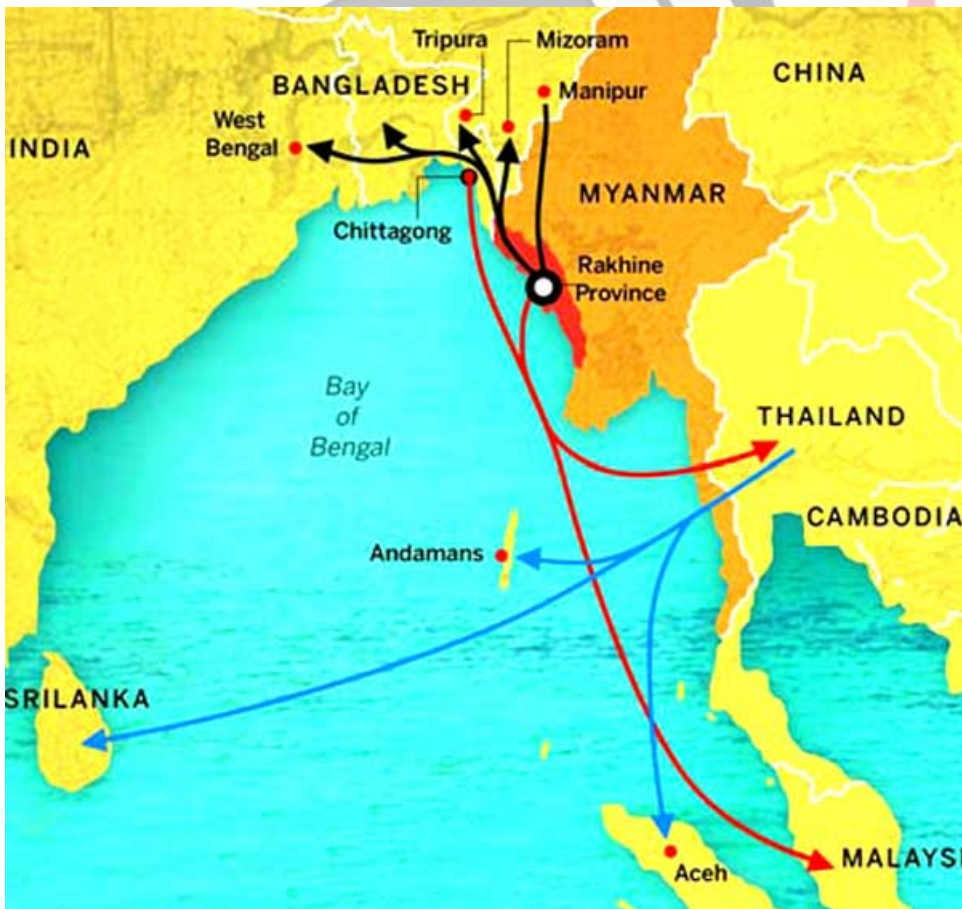 Tripura
Mizoram
BANGLADESH
CHINA
Manipur
West
Bengal
INDIA
MYANMAR
Chittagong
Rakhine
Province
Bay
of
Bengal
THAILAND
CAMBODIA
Andamans
SRILANKA
MALAYSI
Aceh